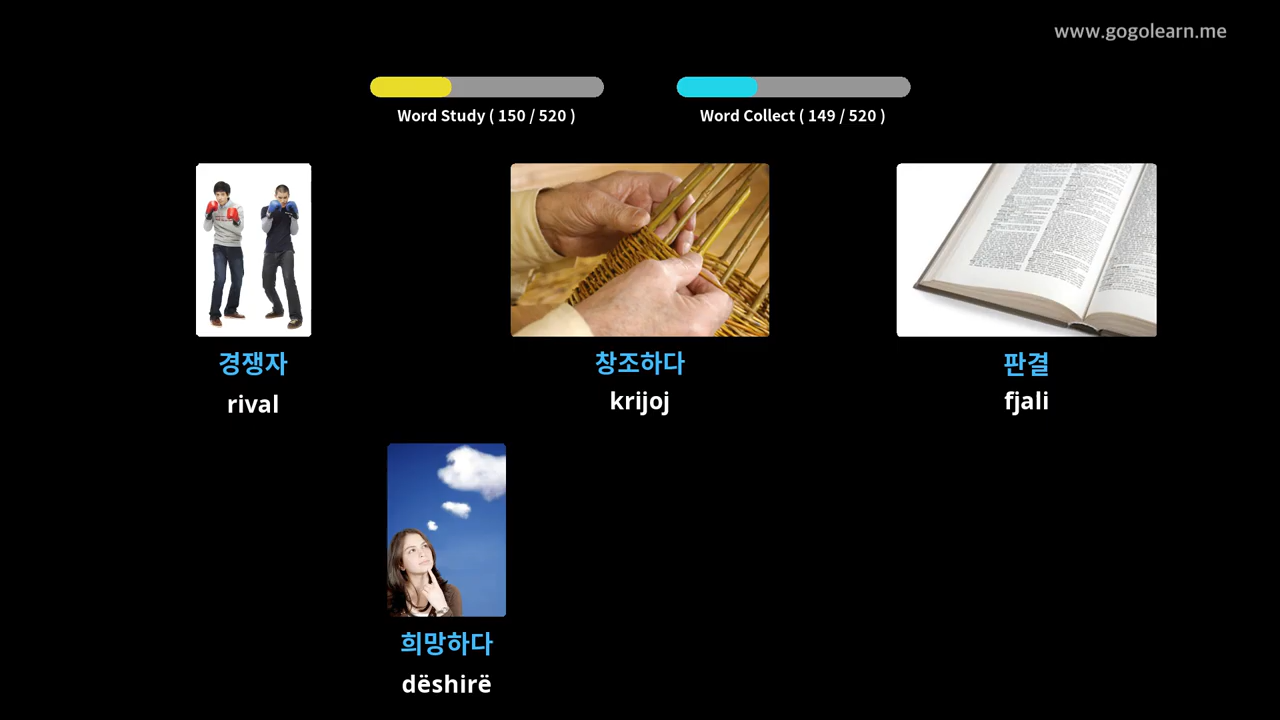 www.gogolearn.me
Word Study ( 150 / 520 )
Word Collect ( 149 / 520 )
경쟁자
rival
창조하다
krijoj
판결
fjali
희망하다
dëshirë